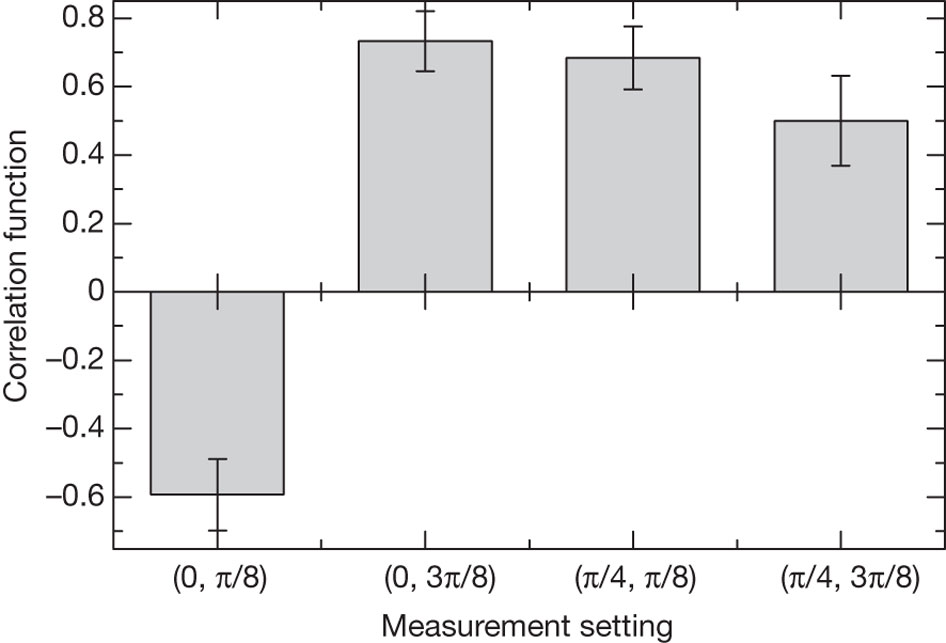 Correlation function
0.8
0.6
0.4
0.2
0
−0.2
−0.4
−0.6
(0, π/8) (0, 3π/8) (π/4, π/8) (π/4, 3π/8)
Measurement setting